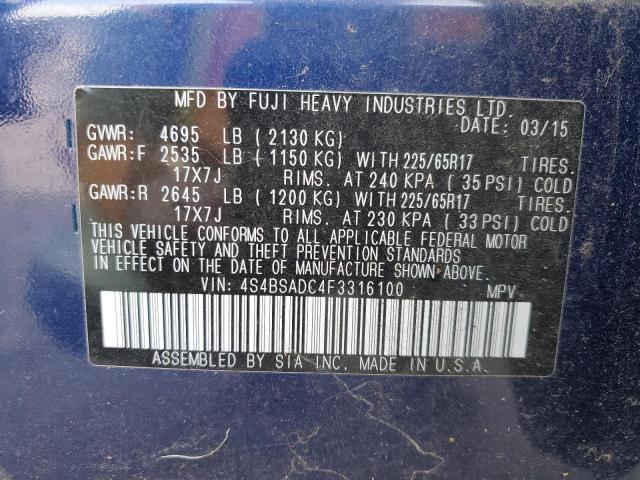 MFD BY FUJI HEAVY INDUSTRIES LTD.
DATE: 03/15
GVWR: 4695 LB (2130 KG)
GAWR:F 2535 LB (1150 KG) WITH 225/65R17 TIRES.
17X7J RIMS. AT 240 KPA (35 PSI) COLD
GAWR:R 2645 LB (1200 KG) WITH 225/65R17 TIRES.
17X7J RIMS. AT 230 KPA (33 PSI) COLD
THIS VEHICLE CONFORMS TO ALL APPLICABLE FEDERAL MOTOR
VEHICLE SAFETY AND THEFT PREVENTION STANDARDS
IN EFFECT ON THE DATE OF MANUFACTURE SHOWN ABOVE.
VIN: 4S4BSADC4F3316100 MPV
ASSEMBLED BY SIA INC. MADE IN U.S.A.